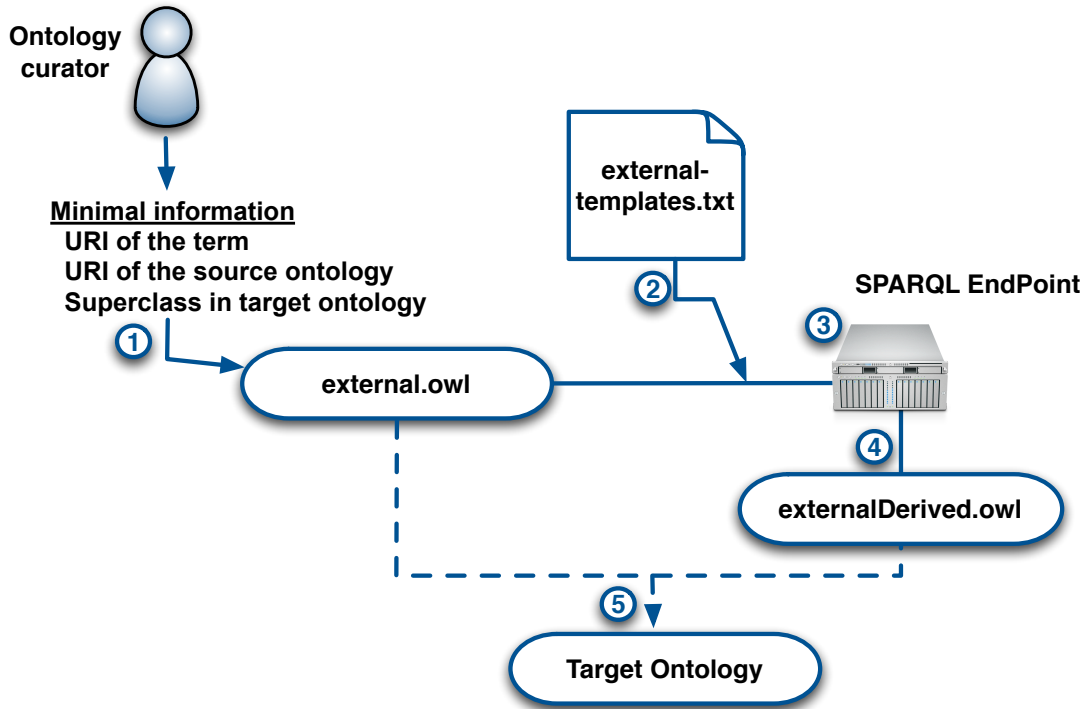 Ontology
curator
Minimal information
URI of the term
URI of the source ontology
Superclass in target ontology
1
external.owl
external-
templates.txt
2
SPARQL EndPoint
3
4
externalDerived.owl
5
Target Ontology